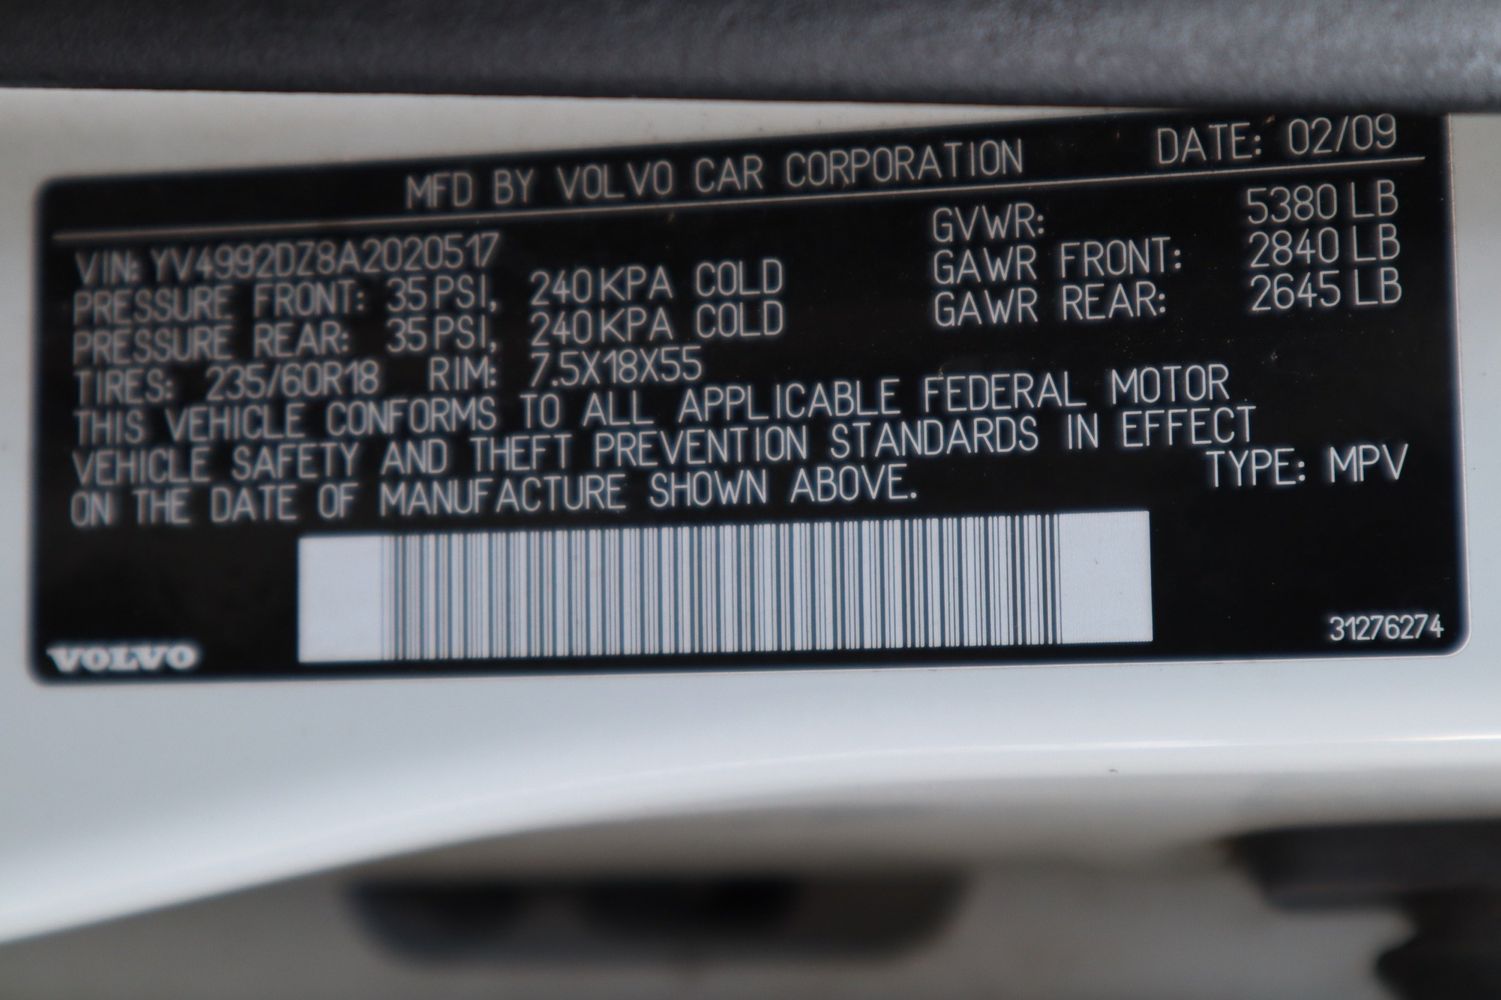 MFD BY VOLVO CAR CORPORATION DATE: 02/09
VIN: YV4992DZ8A2020517 GVWR: 5380 LB
PRESSURE FRONT: 35 PSI, 240 KPA COLD GAWR FRONT: 2840 LB
PRESSURE REAR: 35 PSI, 240 KPA COLD GAWR REAR: 2645 LB
TIRES: 235/60R18 RIM: 7.5X18X55
THIS VEHICLE CONFORMS TO ALL APPLICABLE FEDERAL MOTOR
VEHICLE SAFETY AND THEFT PREVENTION STANDARDS IN EFFECT
ON THE DATE OF MANUFACTURE SHOWN ABOVE. TYPE: MPV
VOLVO 31276274